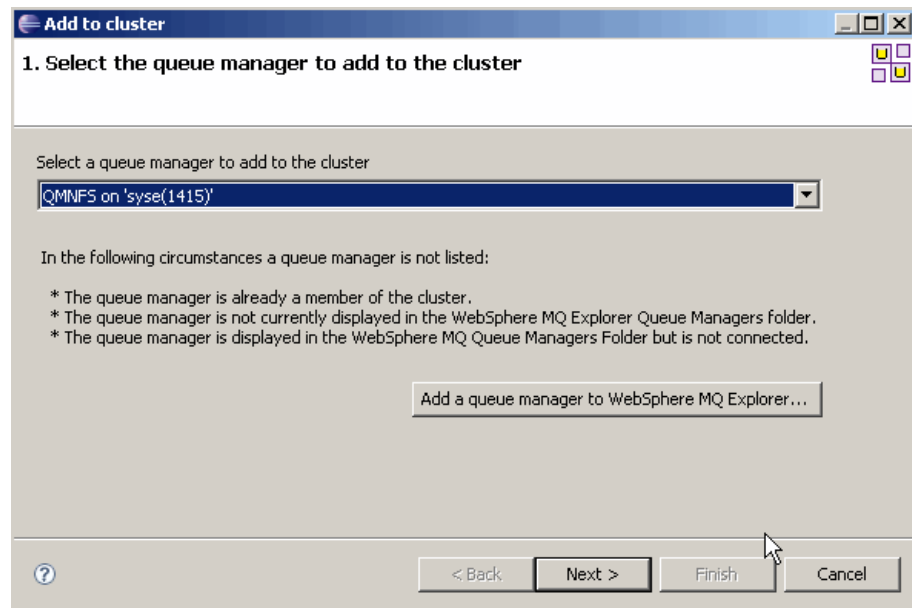 Add to cluster
1. Select the queue manager to add to the cluster
Select a queue manager to add to the cluster
QMNFS on 'syse(1415)'
In the following circumstances a queue manager is not listed:
* The queue manager is already a member of the cluster.
* The queue manager is not currently displayed in the WebSphere MQ Explorer Queue Managers folder.
* The queue manager is displayed in the WebSphere MQ Queue Managers Folder but is not connected.
Add a queue manager to WebSphere MQ Explorer...
?
< Back
Next >
Finish
Cancel